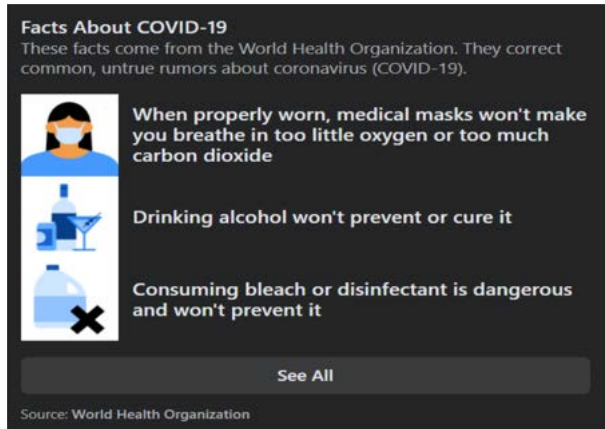 Facts About COVID-19
These facts come from the World Health Organization. They correct
common, untrue rumors about coronavirus (COVID-19).
When properly worn, medical masks won't make
you breathe in too little oxygen or too much
carbon dioxide
Drinking alcohol won't prevent or cure it
Consuming bleach or disinfectant is dangerous
and won't prevent it
See All
Source: World Health Organization